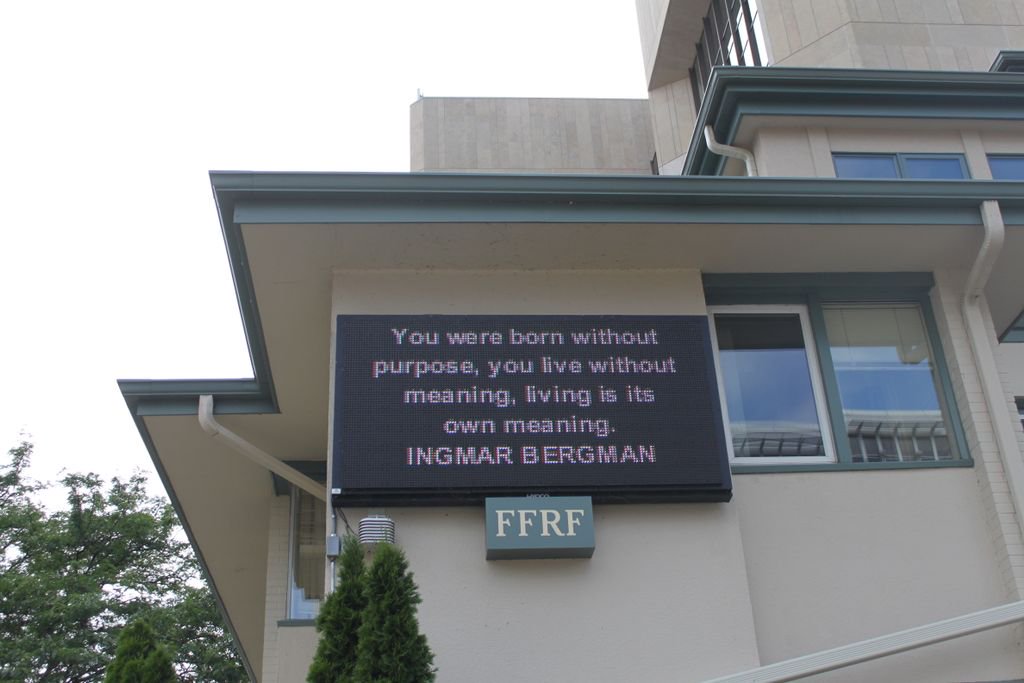 You were born without
purpose, you live without
meaning, living is its
own meaning.
INGMAR BERGMAN
FFRF